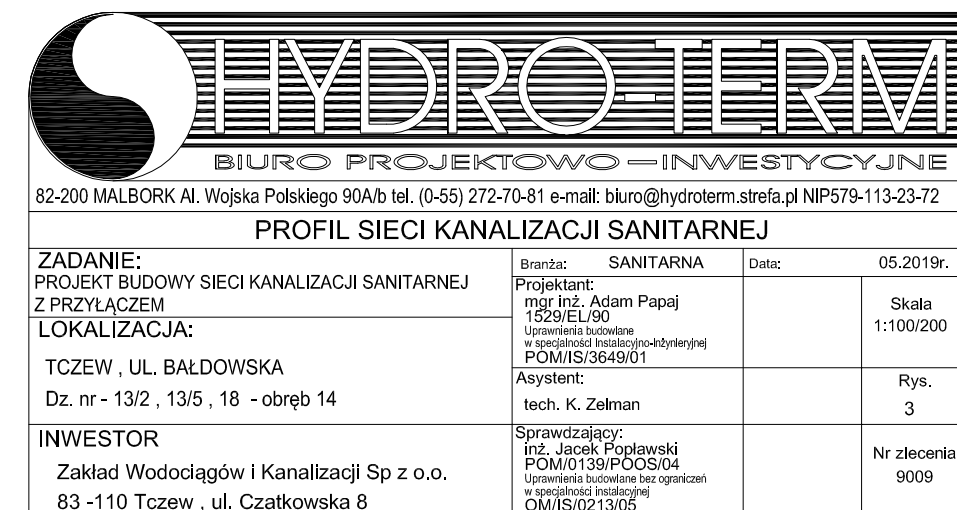 HYDRO-TERM
BIURO PROJEKTOWO-INWESTYCYJNE
82-200 MALBORK Al. Wojska Polskiego 90A/b tel. (0-55) 272-70-81 e-mail: biuro@hydroterm.strefa.pl NIP579-113-23-72
PROFIL SIECI KANALIZACJI SANITARNEJ
ZADANIE:
PROJEKT BUDOWY SIECI KANALIZACJI SANITARNEJ
Z PRZYŁĄCZEM
LOKALIZACJA:
TCZEW , UL. BAŁDOWSKA
Dz. nr - 13/2 , 13/5 , 18 - obręb 14
INWESTOR
Zakład Wodociągów i Kanalizacji Sp z o.o.
83 -110 Tczew , ul. Czatkowska 8
Branża: SANITARNA
Data: 05.2019r.
Projektant:
mgr inż. Adam Papaj
1529/EL/90
Uprawnienia budowlane
w specjalności Instalacyjno-Inżynieryjnej
POM/IS/3649/01
Skala
1:100/200
Asystent:
tech. K. Zelman
Rys.
3
Sprawdzający:
inż. Jacek Popławski
POM/0139/POOS/04
Uprawnienia budowlane bez ograniczeń
w specjalności instalacyjnej
OM/IS/0213/05
Nr zlecenia
9009